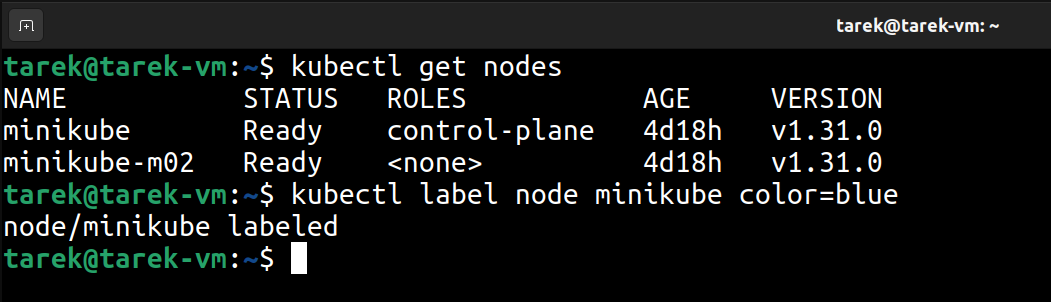 tarek@tarek-vm: ~
tarek@tarek-vm:~$ kubectl get nodes
NAME           STATUS   ROLES           AGE     VERSION
minikube       Ready    control-plane   4d18h   v1.31.0
minikube-m02   Ready    <none>          4d18h   v1.31.0
tarek@tarek-vm:~$ kubectl label node minikube color=blue
node/minikube labeled
tarek@tarek-vm:~$